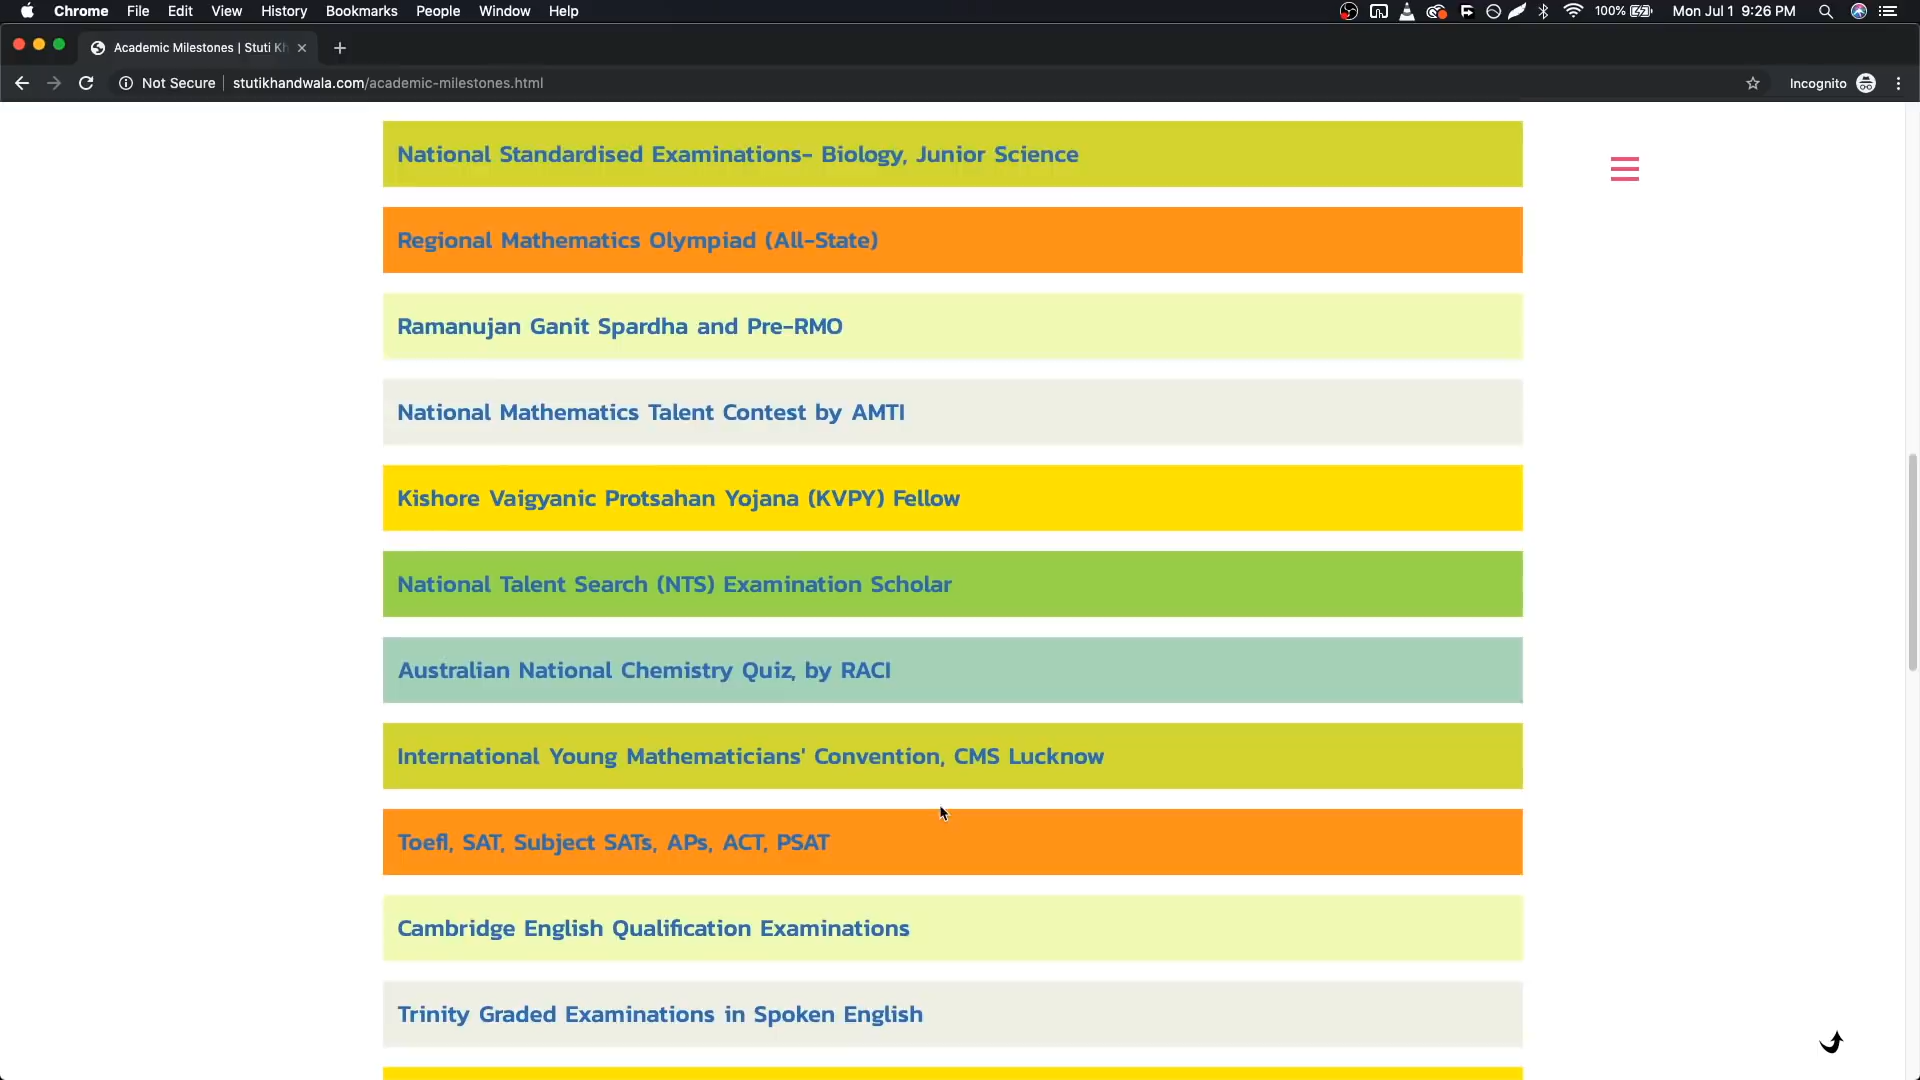 Chrome File Edit View History Bookmarks People Window Help 100% Mon Jul 1 9:26 PM
Academic Milestones | Stuti Kh
Not Secure stutikhandwala.com/academic-milestones.html Incognito
National Standardised Examinations- Biology, Junior Science
Regional Mathematics Olympiad (All-State)
Ramanujan Ganit Spardha and Pre-RMO
National Mathematics Talent Contest by AMTI
Kishore Vaigyanic Protsahan Yojana (KVPY) Fellow
National Talent Search (NTS) Examination Scholar
Australian National Chemistry Quiz, by RACI
International Young Mathematicians' Convention, CMS Lucknow
Toefl, SAT, Subject SATs, APs, ACT, PSAT
Cambridge English Qualification Examinations
Trinity Graded Examinations in Spoken English